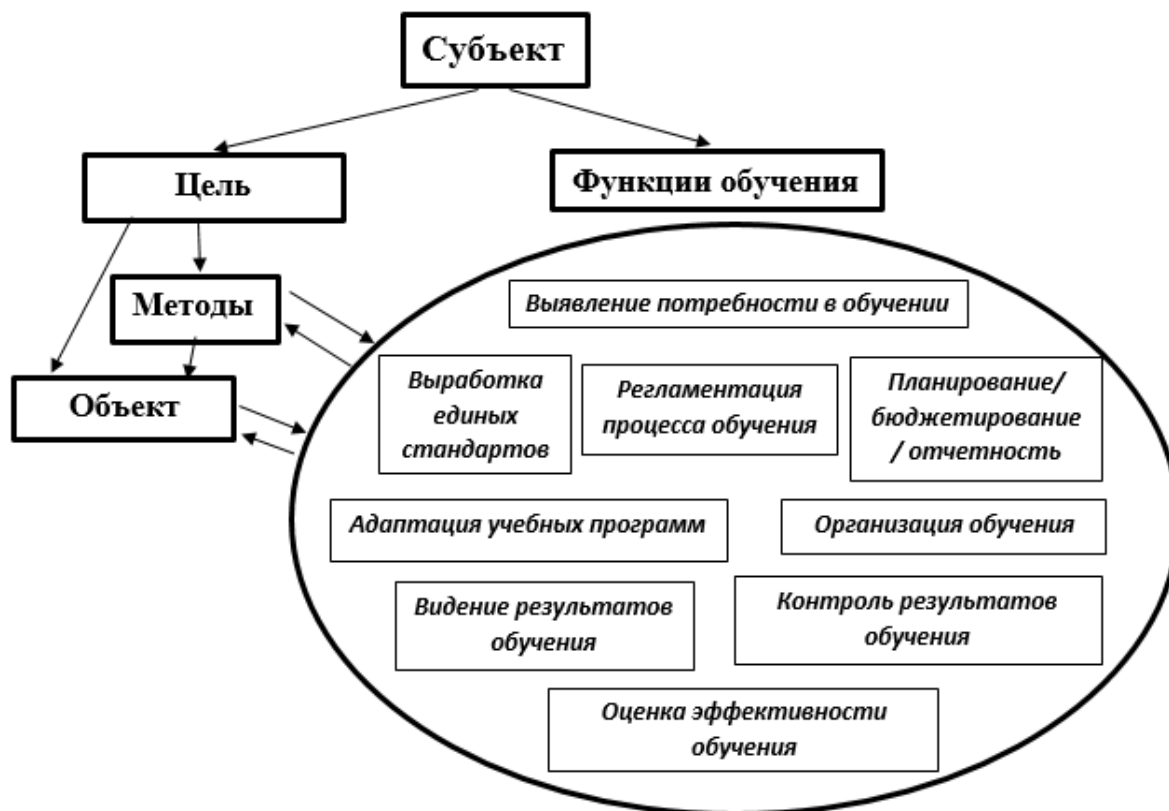 Субъект
Цель
Функции обучения
Методы
Объект
Выявление потребности в обучении
Выработка
единых
стандартов
Регламентация
процесса обучения
Планирование/
бюджетирование
/ отчетность
Адаптация учебных программ
Организация обучения
Видение результатов
обучения
Контроль результатов
обучения
Оценка эффективности
обучения